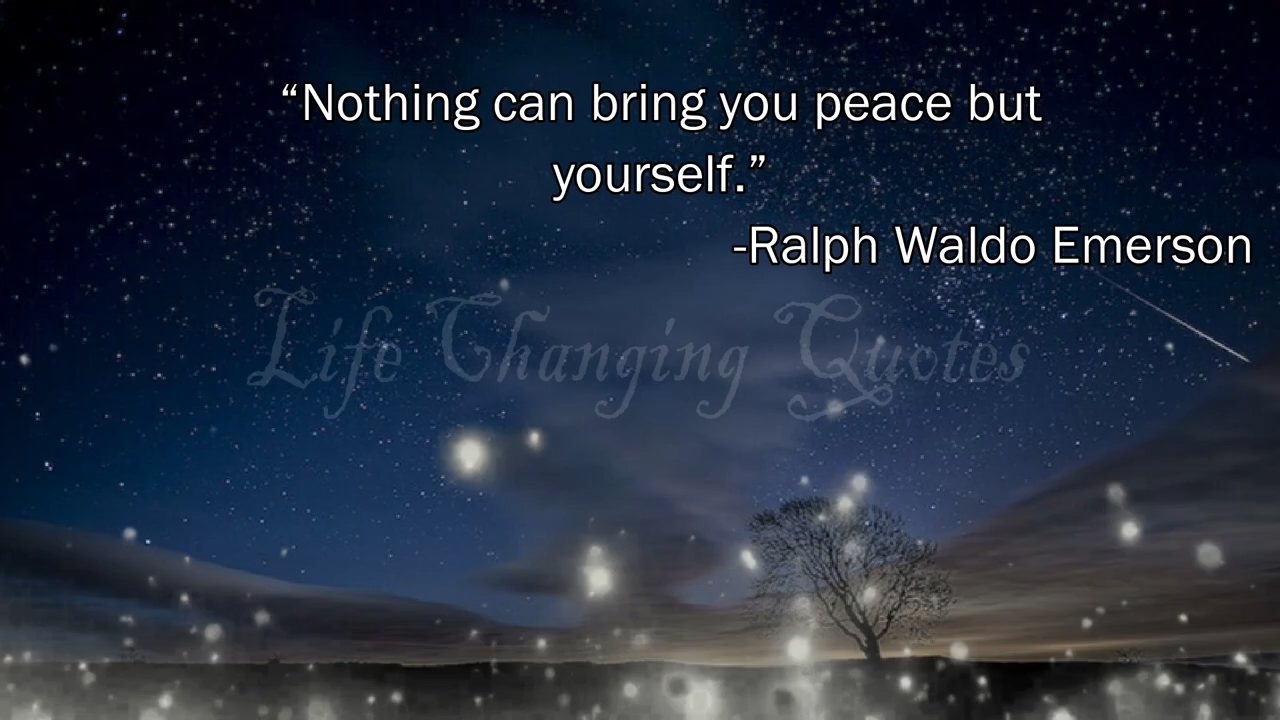 “Nothing can bring you peace but
yourself.”
-Ralph Waldo Emerson
Life Changing Quotes